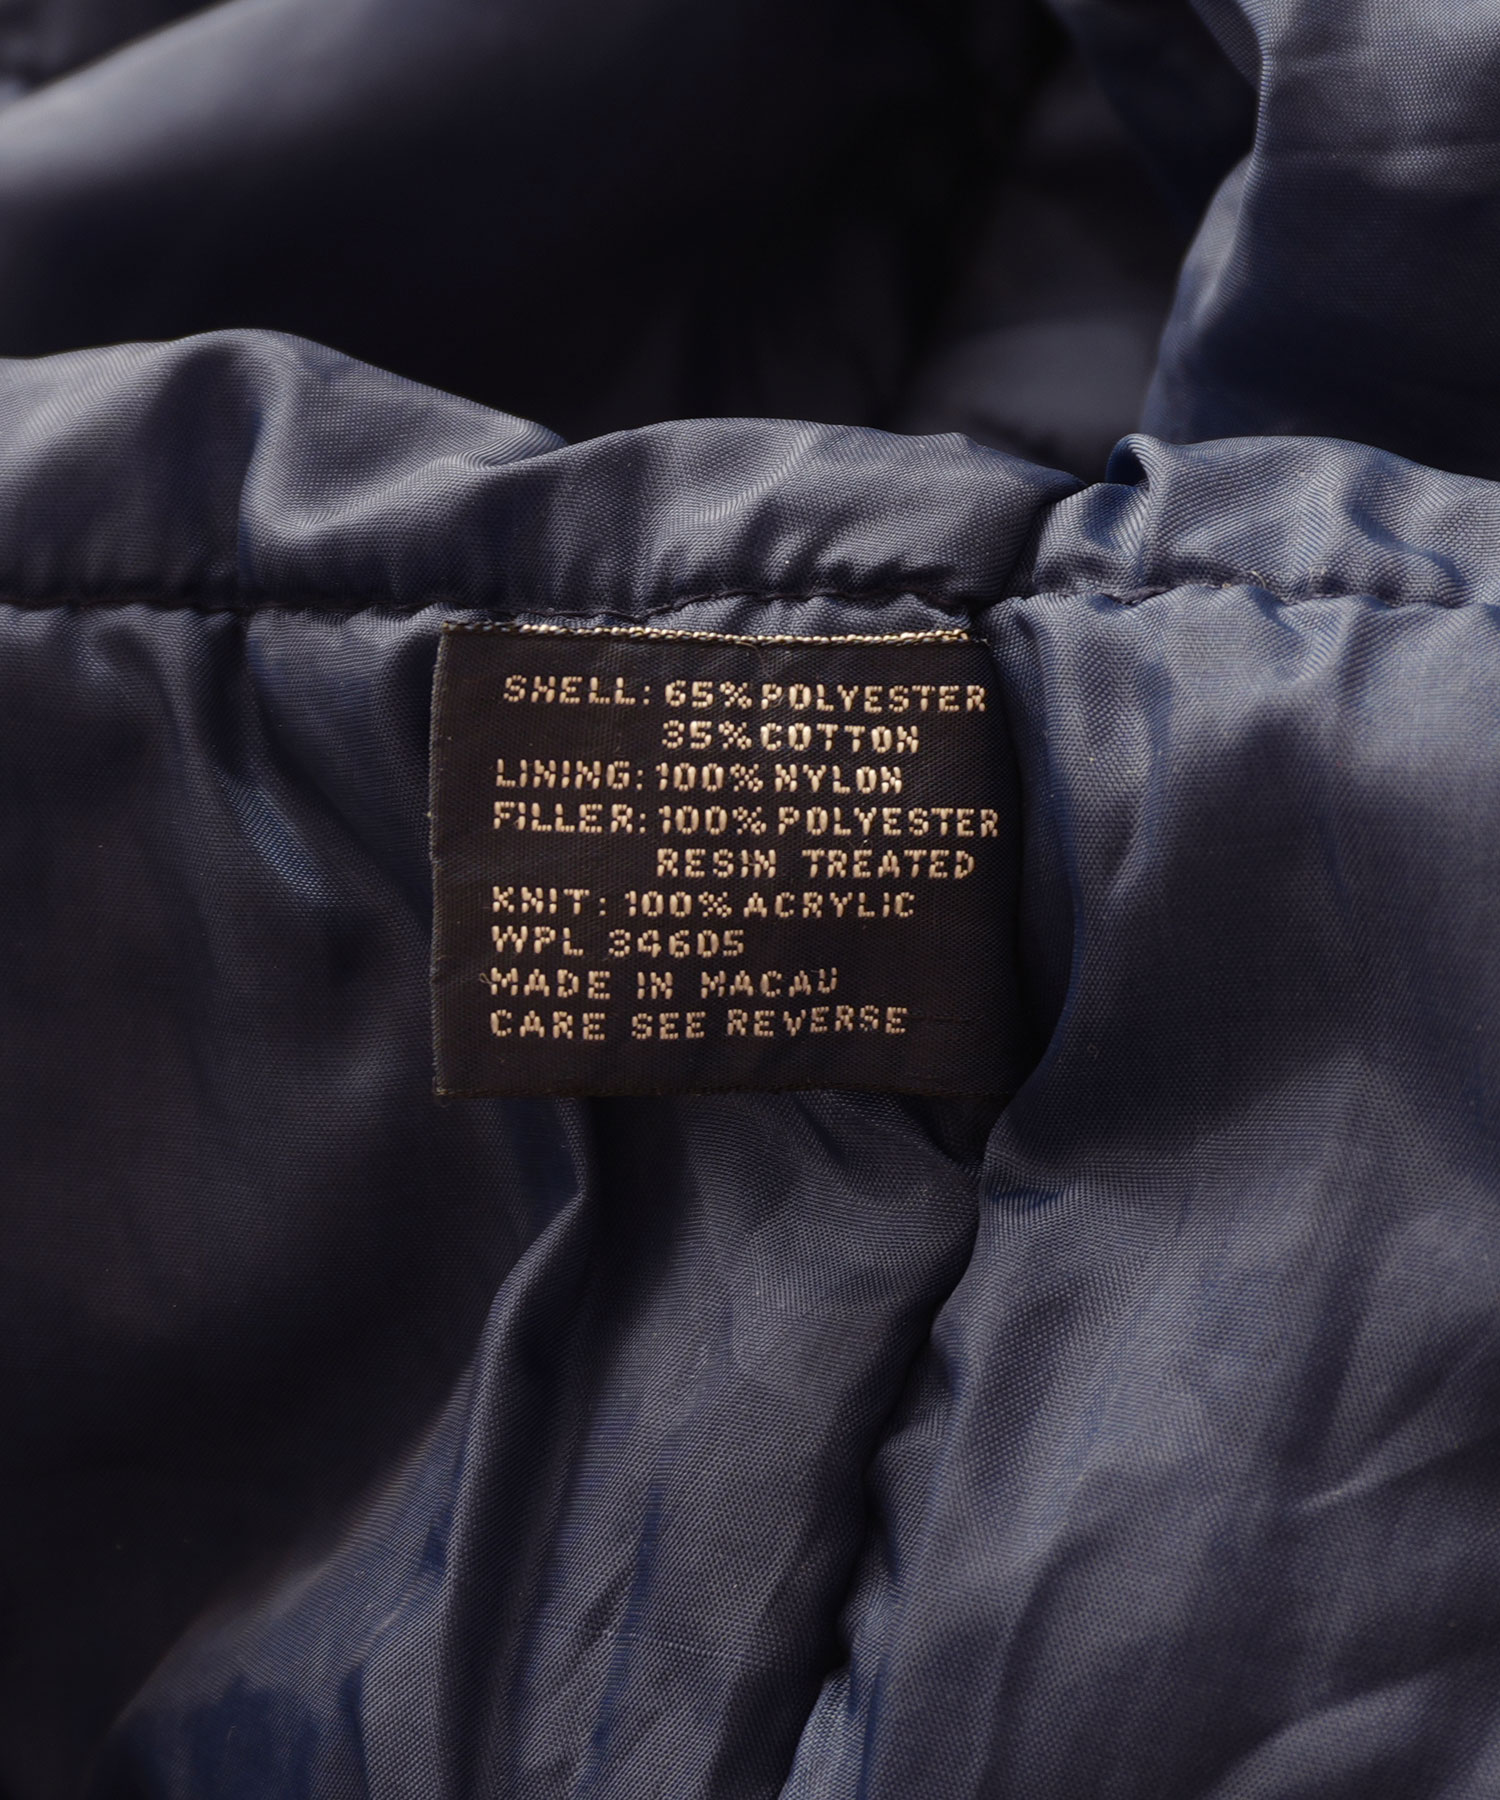 SHELL: 65% POLYESTER
35% COTTON
LINING: 100% NYLON
FILLER: 100% POLYESTER
RESIN TREATED
KNIT: 100% ACRYLIC
WPL 34605
MADE IN MACAU
CARE SEE REVERSE